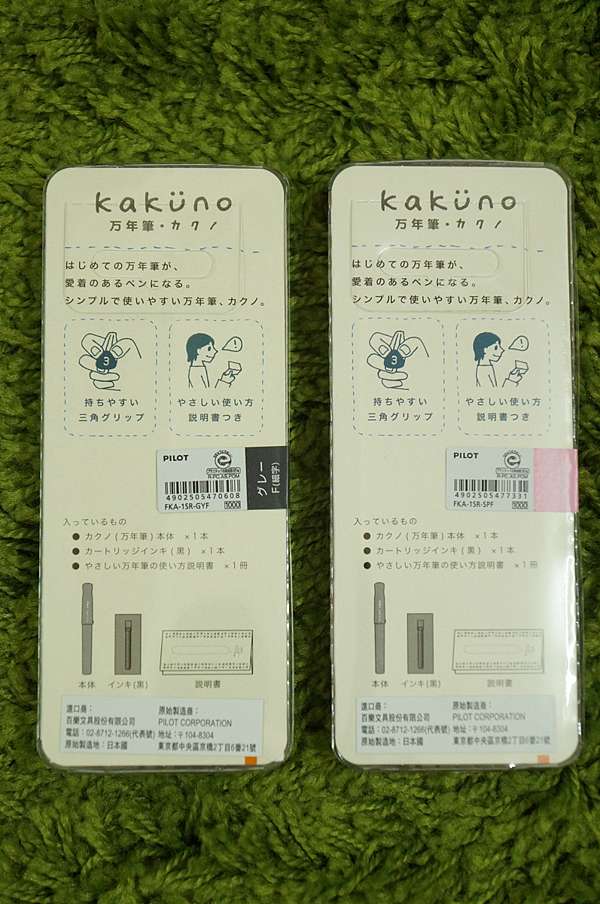 kaküno
万年筆・カクノ
はじめての万年筆が、
愛着のあるペンになる。
シンプルで使いやすい万年筆、カクノ。
3
持ちやすい
三角グリップ
!
やさしい使い方
説明書つき
PILOT
4902505470608
FKA-1SR-GYF
1000
グレー
F(細字)
入っているもの
● カクノ(万年筆)本体 ×1本
● カートリッジインキ(黒) ×1本
● やさしい万年筆の使い方説明書 ×1冊
本体
インキ(黒)
説明書
進口商:
百樂文具股份有限公司
電話:02-8712-1266(代表號)
原始製造地:日本國
原始製造商:
PILOT CORPORATION
地址:〒104-8304
東京都中央區京橋2丁目6番21號
kaküno
万年筆・カクノ
はじめての万年筆が、
愛着のあるペンになる。
シンプルで使いやすい万年筆、カクノ。
3
持ちやすい
三角グリップ
!
やさしい使い方
説明書つき
PILOT
4902505477331
FKA-1SR-SPF
1000
入っているもの
● カクノ(万年筆)本体 ×1本
● カートリッジインキ(黒) ×1本
● やさしい万年筆の使い方説明書 ×1冊
本体
インキ(黒)
説明書
進口商:
百樂文具股份有限公司
電話:02-8712-1266(代表號)
原始製造地:日本國
原始製造商:
PILOT CORPORATION
地址:〒104-8304
東京都中央區京橋2丁目6番21號